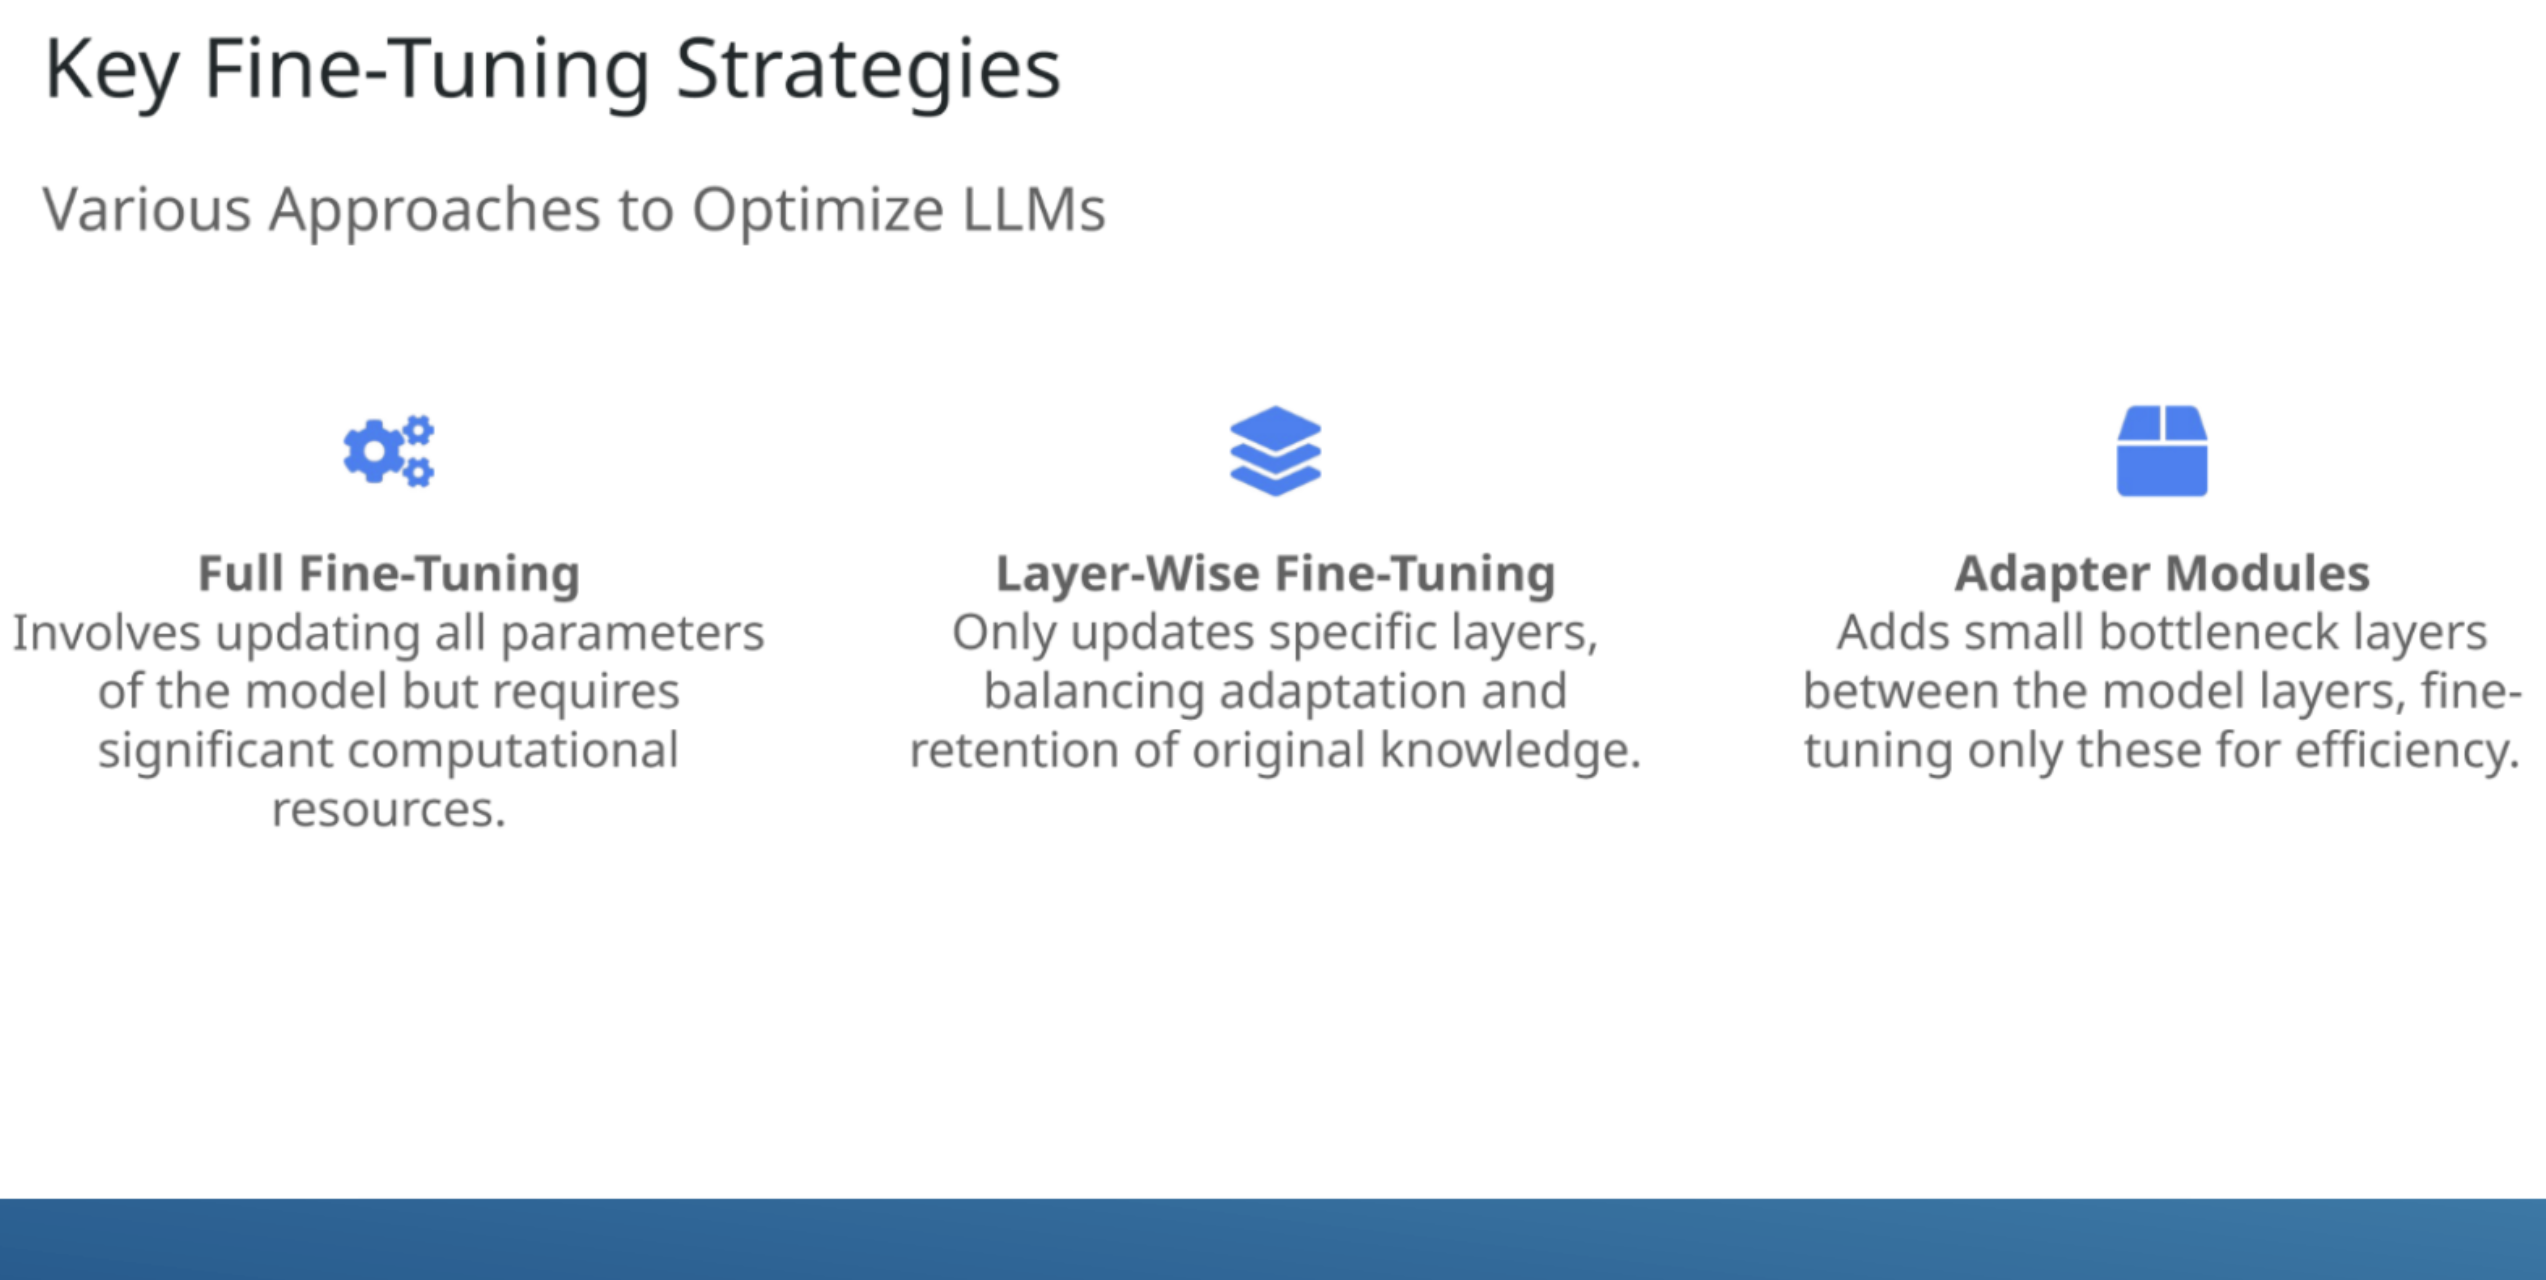 Key Fine-Tuning Strategies
Various Approaches to Optimize LLMs
Full Fine-Tuning
Involves updating all parameters
of the model but requires
significant computational
resources.
Layer-Wise Fine-Tuning
Only updates specific layers,
balancing adaptation and
retention of original knowledge.
Adapter Modules
Adds small bottleneck layers
between the model layers, fine-
tuning only these for efficiency.